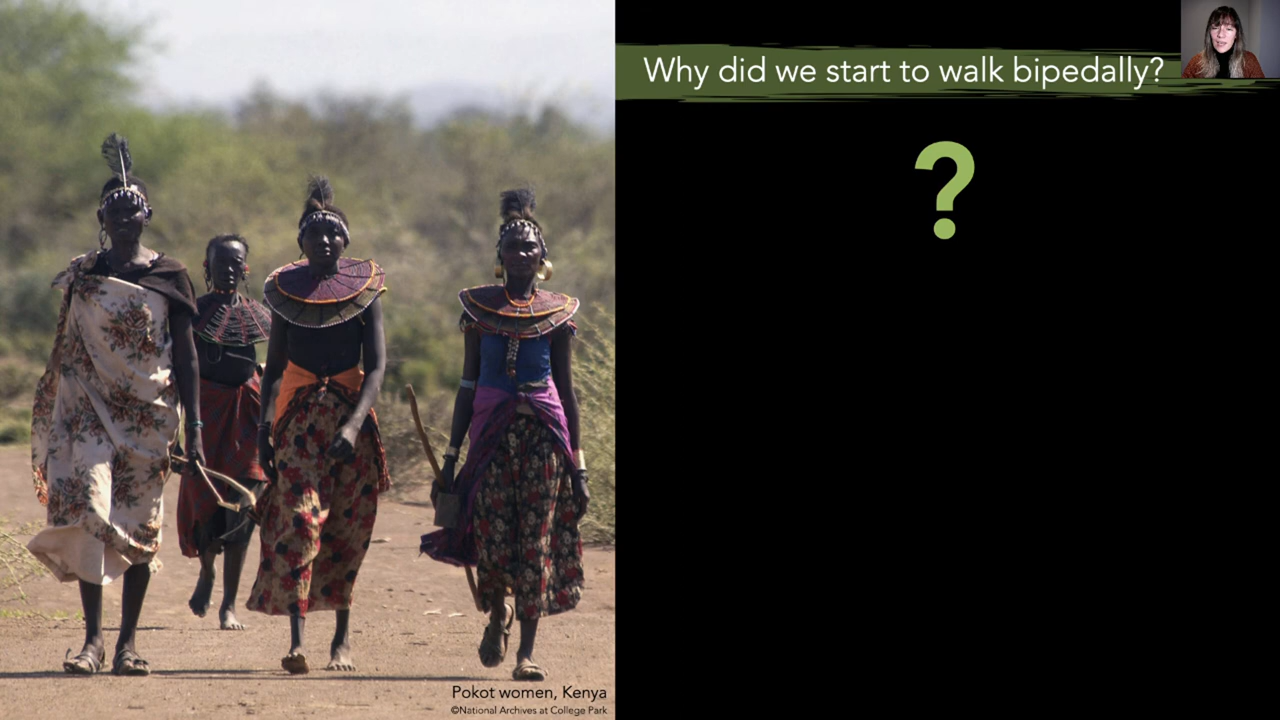 Why did we start to walk bipedally?
?
Pokot women, Kenya
©National Archives at College Park